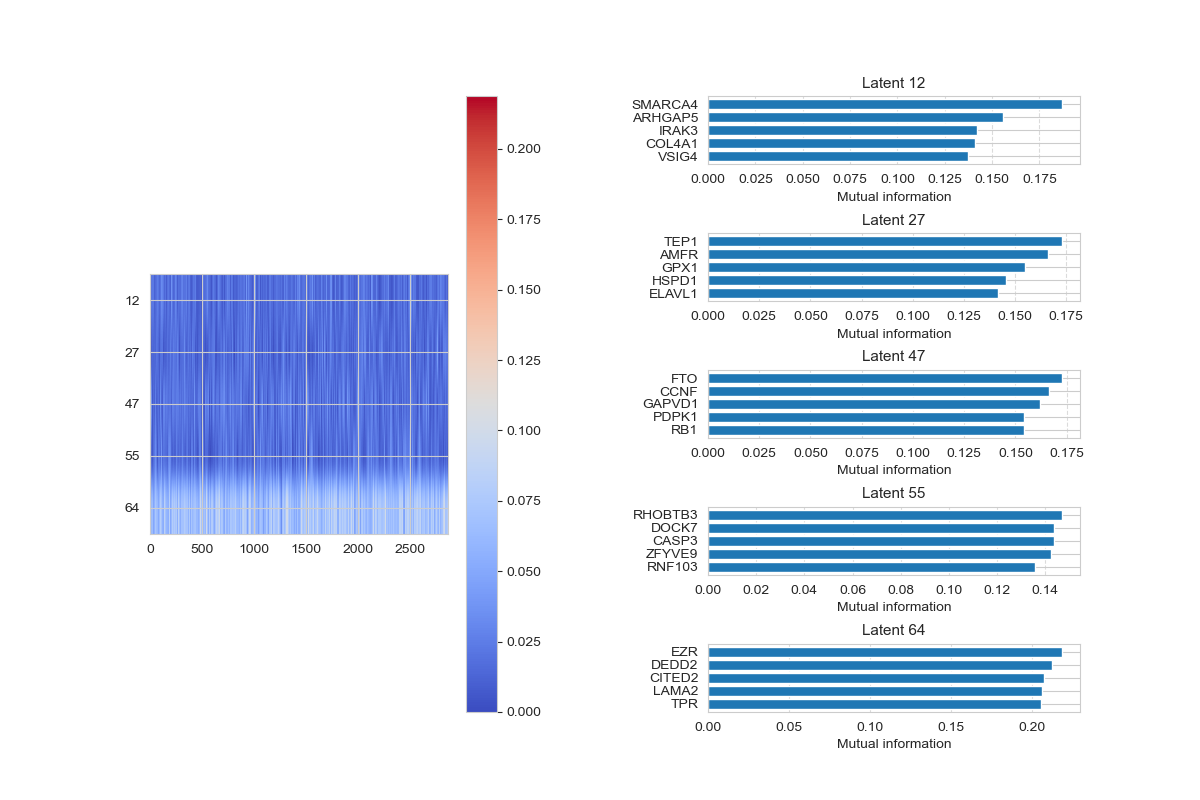 12
27
47
55
64
0 500 1000 1500 2000 2500
0.200
0.175
0.150
0.125
0.100
0.075
0.050
0.025
0.000
Latent 12
SMARCA4
ARHGAP5
IRAK3
COL4A1
VSIG4
0.000 0.025 0.050 0.075 0.100 0.125 0.150 0.175
Mutual information
Latent 27
TEP1
AMFR
GPX1
HSPD1
ELAVL1
0.000 0.025 0.050 0.075 0.100 0.125 0.150 0.175
Mutual information
Latent 47
FTO
CCNF
GAPVD1
PDPK1
RB1
0.000 0.025 0.050 0.075 0.100 0.125 0.150 0.175
Mutual information
Latent 55
RHOBTB3
DOCK7
CASP3
ZFYVE9
RNF103
0.00 0.02 0.04 0.06 0.08 0.10 0.12 0.14
Mutual information
Latent 64
EZR
DEDD2
CITED2
LAMA2
TPR
0.00 0.05 0.10 0.15 0.20
Mutual information